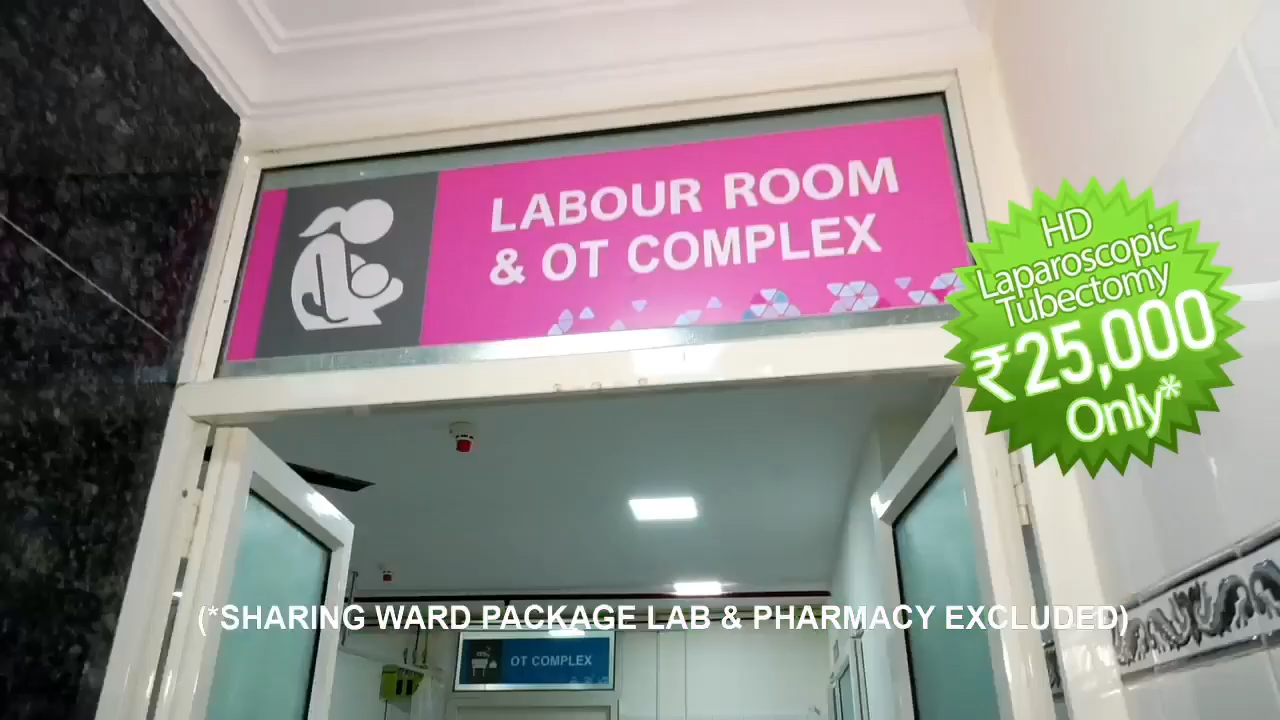 LABOUR ROOM
& OT COMPLEX
HD
Laparoscopic
Tubectomy
₹25,000
Only*
(*SHARING WARD PACKAGE LAB & PHARMACY EXCLUDED)
OT COMPLEX